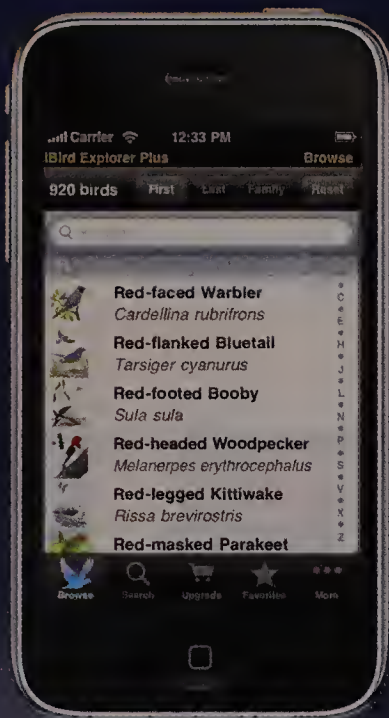 Carrier 12:33 PM
iBird Explorer Plus Browse
920 birds First Last Family Reset
Red-faced Warbler
Cardellina rubrifrons
Red-flanked Bluetail
Tarsiger cyanurus
Red-footed Booby
Sula sula
Red-headed Woodpecker
Melanerpes erythrocephalus
Red-legged Kittiwake
Rissa brevirostris
Red-masked Parakeet
C
E
H
J
L
N
P
S
V
X
Z
Browse Search Upgrade Favorites More